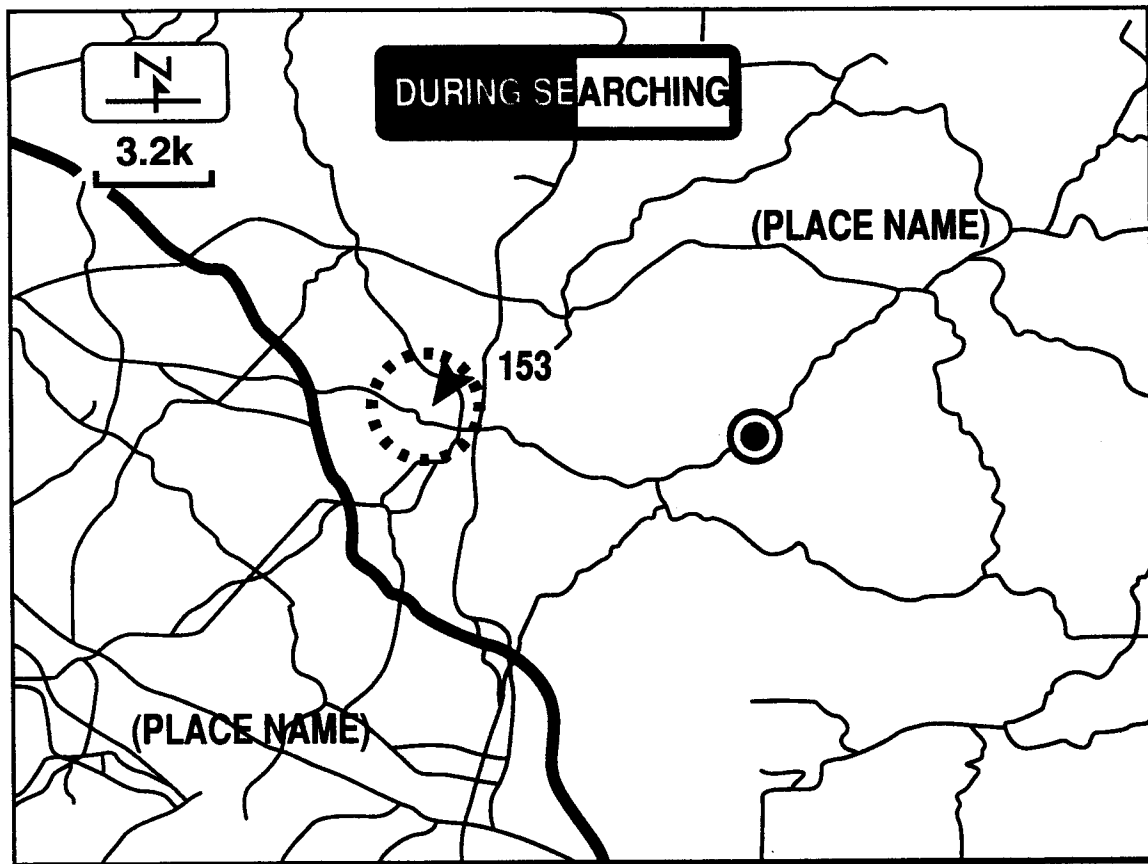 N
DURING SEARCHING
3.2k
(PLACE NAME)
153
(PLACE NAME)